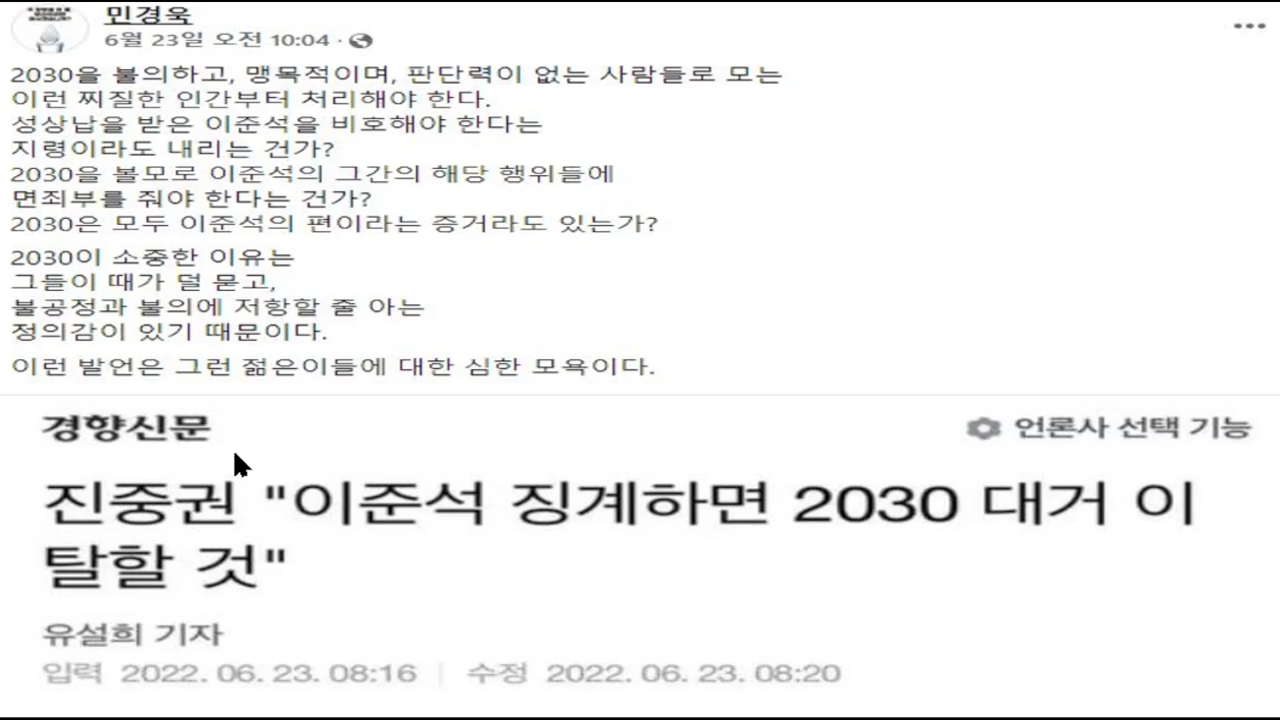 민경욱
6월 23일 오전 10:04 ·
2030을 불의하고, 맹목적이며, 판단력이 없는 사람들로 모는
이런 찌질한 인간부터 처리해야 한다.
성상납을 받은 이준석을 비호해야 한다는
지령이라도 내리는 건가?
2030을 볼모로 이준석의 그간의 해당 행위들에
면죄부를 줘야 한다는 건가?
2030은 모두 이준석의 편이라는 증거라도 있는가?
2030이 소중한 이유는
그들이 때가 덜 묻고,
불공정과 불의에 저항할 줄 아는
정의감이 있기 때문이다.
이런 발언은 그런 젊은이들에 대한 심한 모욕이다.
경향신문
언론사 선택 기능
진중권 "이준석 징계하면 2030 대거 이
탈할 것"
유설희 기자
입력 2022. 06. 23. 08:16 | 수정 2022. 06. 23. 08:20